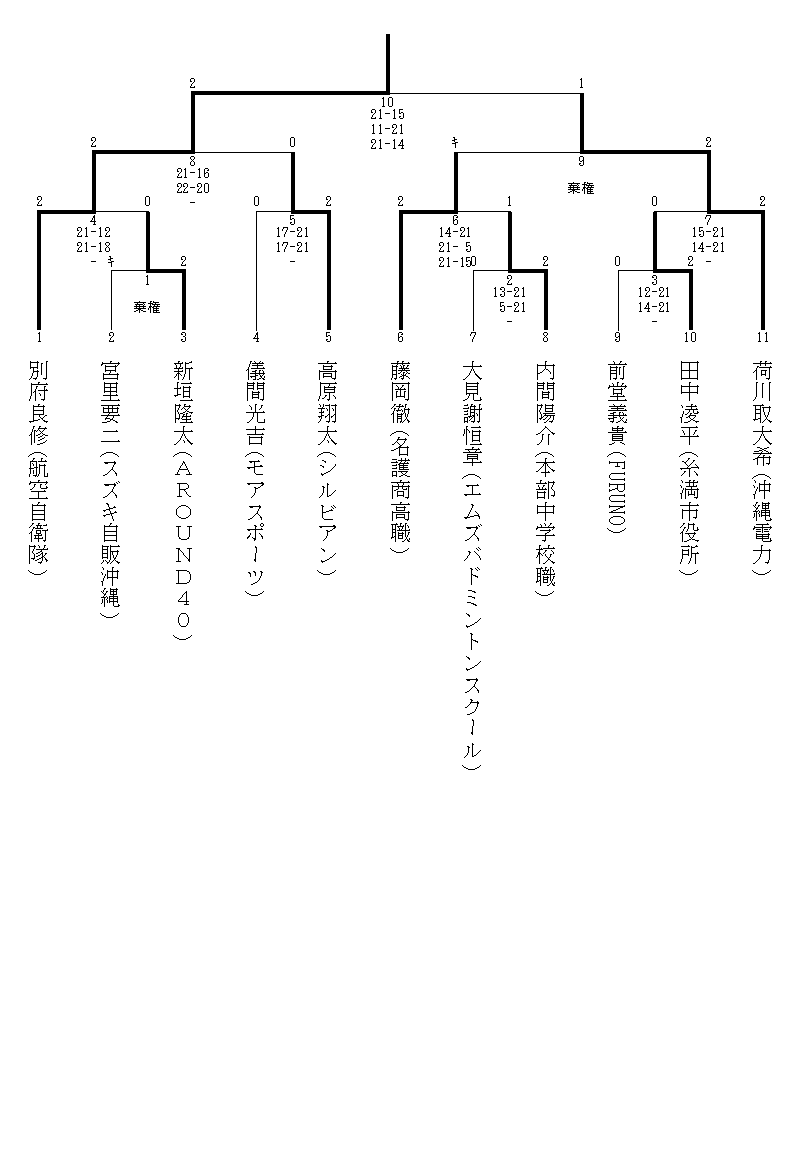 2 1
10
21-15
11-21
21-14
2 0 ｷ 2
8 9
21-16
22-20
-
棄権
2 0 0 2 2 1 0 2
4 5 6 7
21-12 17-21 14-21 15-21
21-18 17-21 21- 5 14-21
- - 21-15 -
ｷ 2 0 2 0 2
1 2 3
棄権 13-21 12-21
5-21 14-21
- -
1 2 3 4 5 6 7 8 9 10 11
別府良修(航空自衛隊)
宮里要二(スズキ自販沖縄)
新垣隆太(ＡＲＯＵＮＤ４０)
儀間光吉(モアスポーツ)
高原翔太(シルビアン)
藤岡徹(名護商高職)
大見謝恒章(エムズバドミントンスクール)
内間陽介(本部中学校職)
前堂義貴(FURUNO)
田中凌平(糸満市役所)
荷川取大希(沖縄電力)